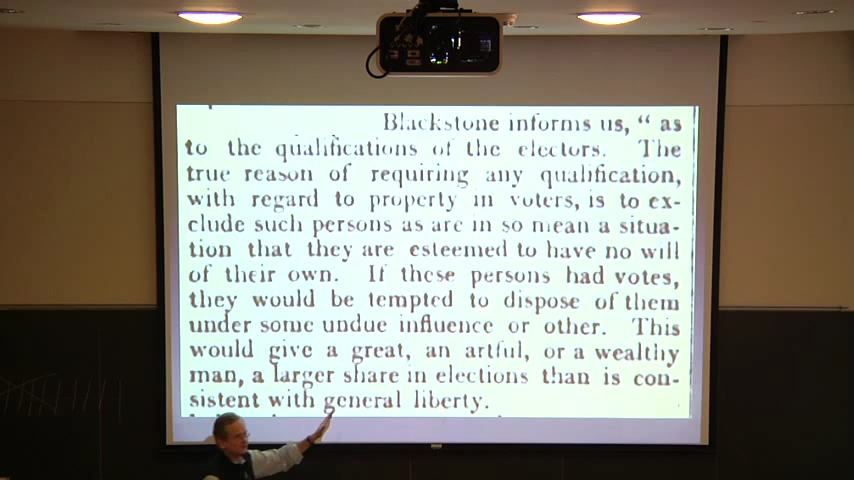 Blackstone informs us, “ as
to the qualifications of the electors. The
true reason of requiring any qualification,
with regard to property in voters, is to ex-
clude such persons as are in so mean a situa-
tion that they are esteemed to have no will
of their own. If these persons had votes,
they would be tempted to dispose of them
under some undue influence or other. This
would give a great, an artful, or a wealthy
man, a larger share in elections than is con-
sistent with general liberty.